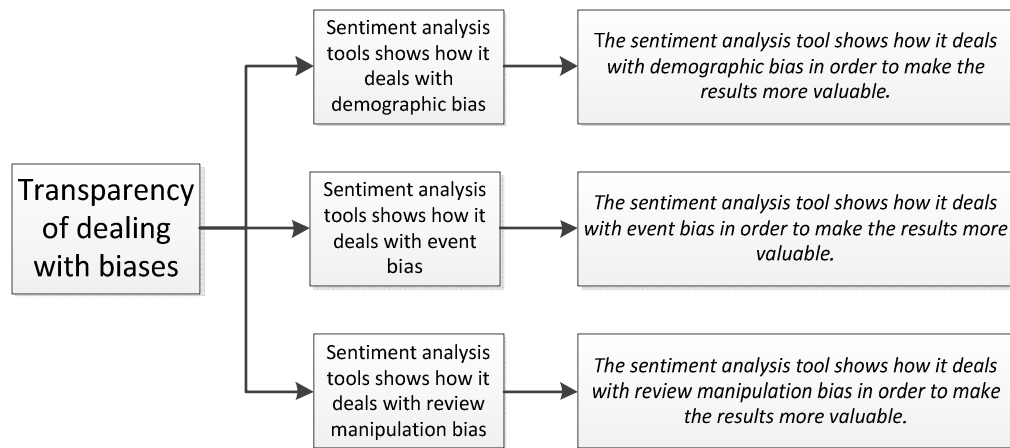 Transparency
of dealing
with biases
Sentiment analysis
tools shows how it
deals with
demographic bias
The sentiment analysis tool shows how it deals
with demographic bias in order to make the
results more valuable.
Sentiment analysis
tools shows how it
deals with event
bias
The sentiment analysis tool shows how it deals
with event bias in order to make the results more
valuable.
Sentiment analysis
tools shows how it
deals with review
manipulation bias
The sentiment analysis tool shows how it deals
with review manipulation bias in order to make
the results more valuable.